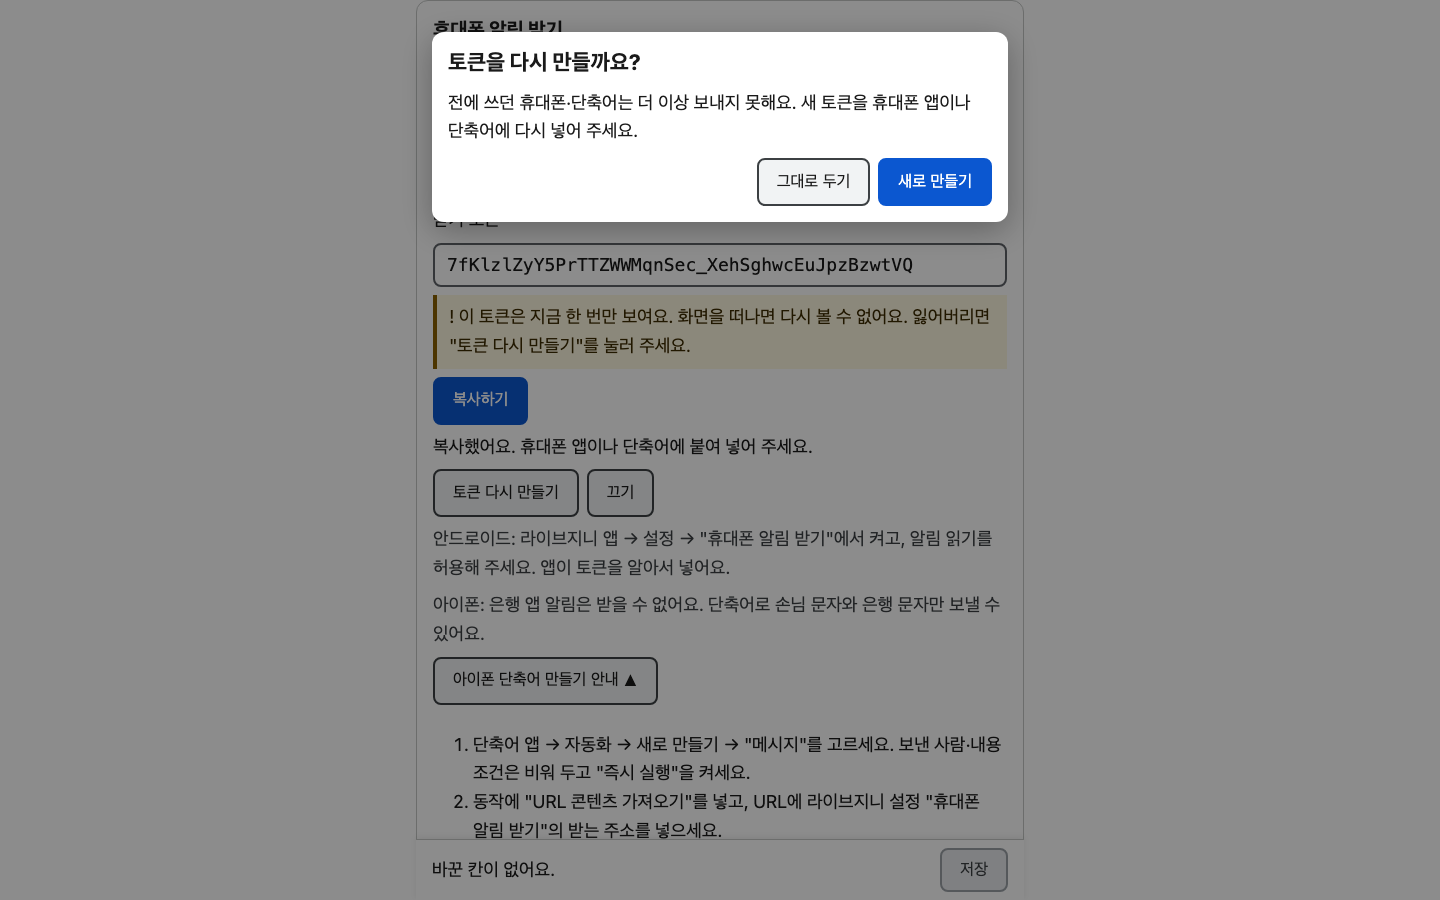 휴대폰 알림 받기
토큰을 다시 만들까요?
전에 쓰던 휴대폰·단축어는 더 이상 보내지 못해요. 새 토큰을 휴대폰 앱이나
단축어에 다시 넣어 주세요.
그대로 두기
새로 만들기
7fKlzlZyY5PrTTZWWMqnSec_XehSghwcEuJpzBzwtVQ
! 이 토큰은 지금 한 번만 보여요. 화면을 떠나면 다시 볼 수 없어요. 잃어버리면
"토큰 다시 만들기"를 눌러 주세요.
복사하기
복사했어요. 휴대폰 앱이나 단축어에 붙여 넣어 주세요.
토큰 다시 만들기
끄기
안드로이드: 라이브지니 앱 → 설정 → "휴대폰 알림 받기"에서 켜고, 알림 읽기를
허용해 주세요. 앱이 토큰을 알아서 넣어요.
아이폰: 은행 앱 알림은 받을 수 없어요. 단축어로 손님 문자와 은행 문자만 보낼 수
있어요.
아이폰 단축어 만들기 안내 ▲
1. 단축어 앱 → 자동화 → 새로 만들기 → "메시지"를 고르세요. 보낸 사람·내용
조건은 비워 두고 "즉시 실행"을 켜세요.
2. 동작에 "URL 콘텐츠 가져오기"를 넣고, URL에 라이브지니 설정 "휴대폰
알림 받기"의 받는 주소를 넣으세요.
바꾼 칸이 없어요.
저장